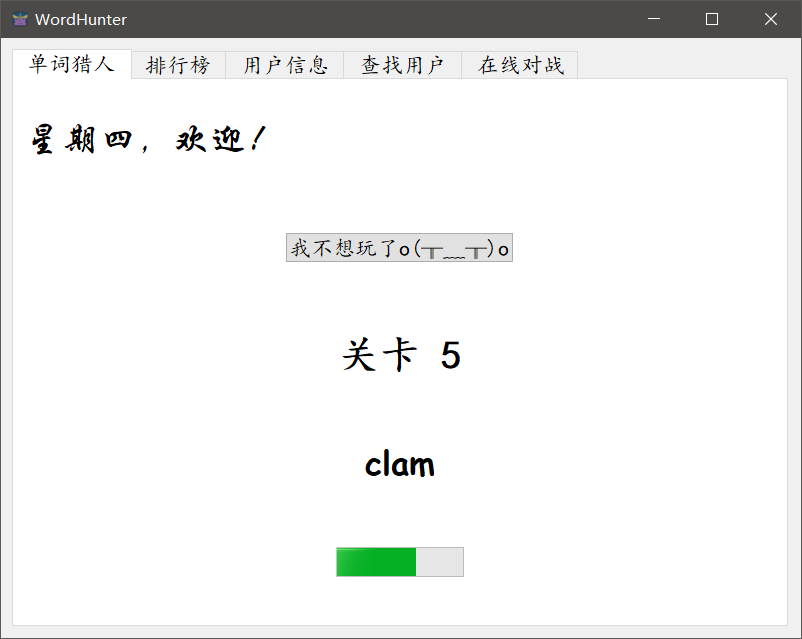 WordHunter
单词猎人 排行榜 用户信息 查找用户 在线对战
星期四，欢迎！
我不想玩了o(╥﹏╥)o
关卡 5
clam